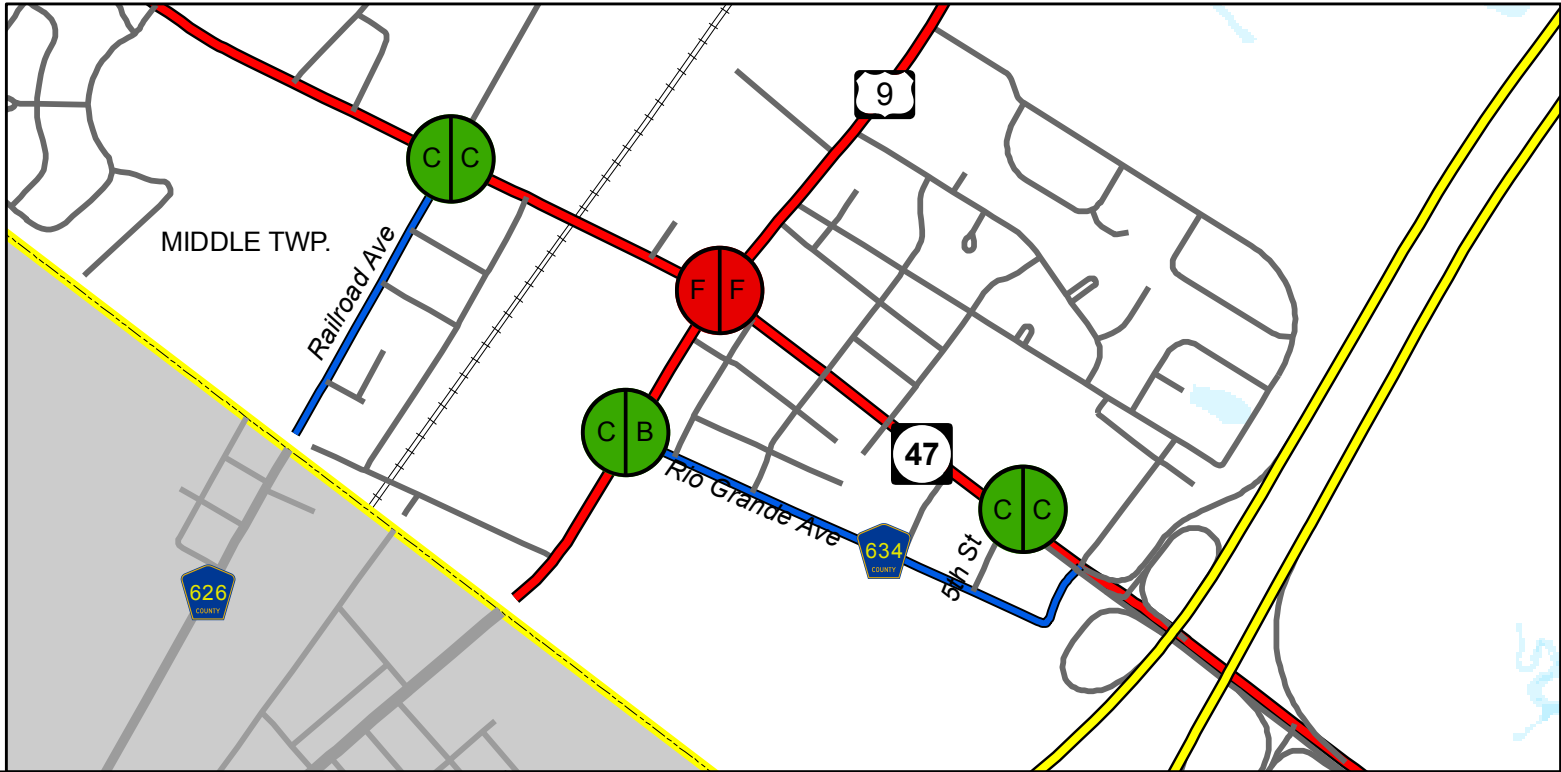 9
C C
MIDDLE TWP.
Railroad Ave
F F
C B
47
Rio Grande Ave
C C
634
COUNTY
5th St
626
COUNTY